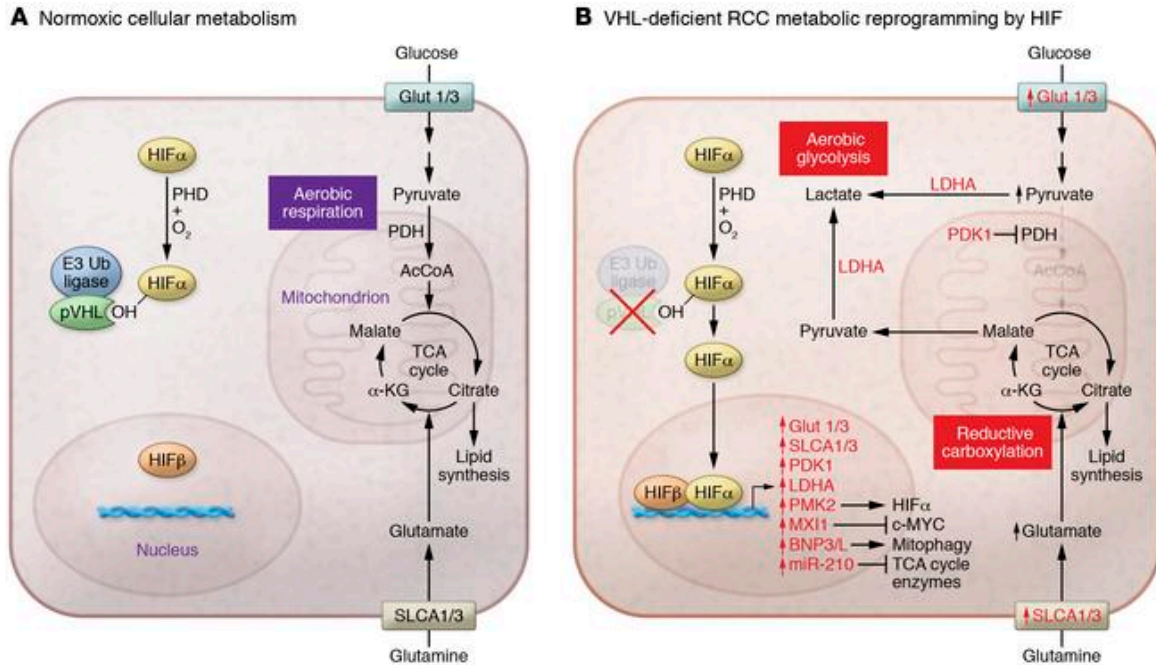 A Normoxic cellular metabolism
Glucose
Glut 1/3
HIFα
PHD
+
O2
Aerobic
respiration
Pyruvate
PDH
E3 Ub
ligase
pVHL
OH
HIFα
AcCoA
Mitochondrion
Malate
TCA
cycle
α-KG
Citrate
Lipid
synthesis
HIFβ
Nucleus
Glutamate
SLCA1/3
Glutamine
B VHL-deficient RCC metabolic reprogramming by HIF
Glucose
Glut 1/3
HIFα
PHD
+
O2
Aerobic
glycolysis
Lactate
LDHA
Pyruvate
PDK1
PDH
E3 Ub
ligase
pVHL
OH
HIFα
LDHA
AcCoA
Pyruvate
Malate
TCA
cycle
HIFα
α-KG
Citrate
Reductive
carboxylation
Lipid
synthesis
HIFβ
HIFα
Glut 1/3
SLCA1/3
PDK1
LDHA
PMK2 HIFα
MXI1 c-MYC
BNP3/L Mitophagy
miR-210 TCA cycle
enzymes
Glutamate
SLCA1/3
Glutamine